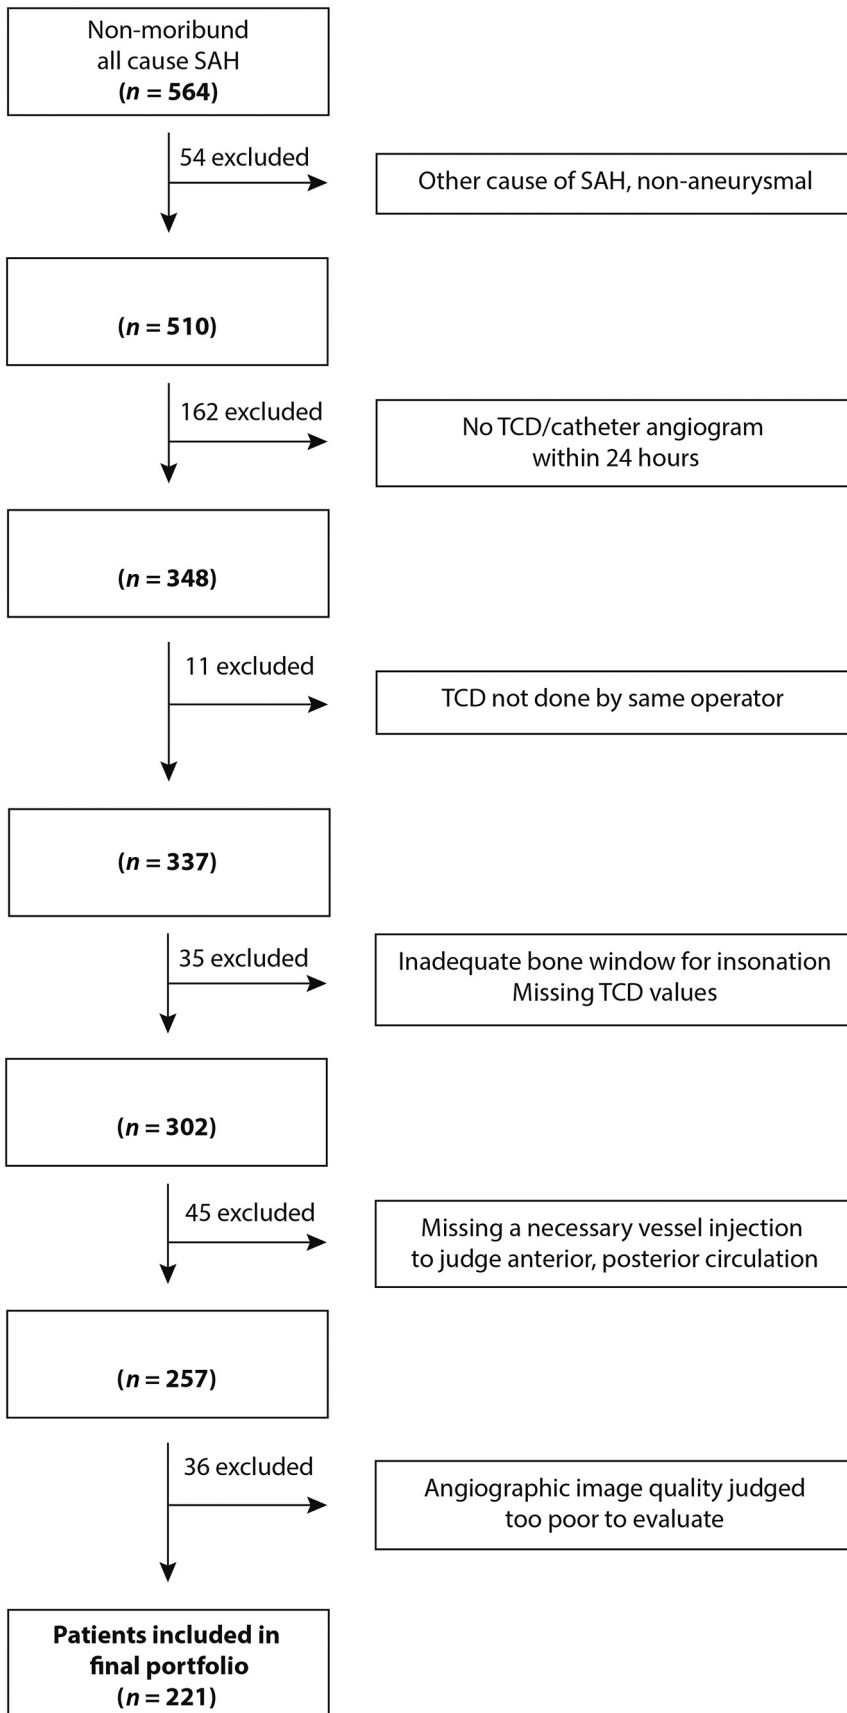 Non-moribund
all cause SAH
(n = 564)
54 excluded
Other cause of SAH, non-aneurysmal
(n = 510)
162 excluded
No TCD/catheter angiogram
within 24 hours
(n = 348)
11 excluded
TCD not done by same operator
(n = 337)
35 excluded
Inadequate bone window for insonation
Missing TCD values
(n = 302)
45 excluded
Missing a necessary vessel injection
to judge anterior, posterior circulation
(n = 257)
36 excluded
Angiographic image quality judged
too poor to evaluate
Patients included in
final portfolio
(n = 221)